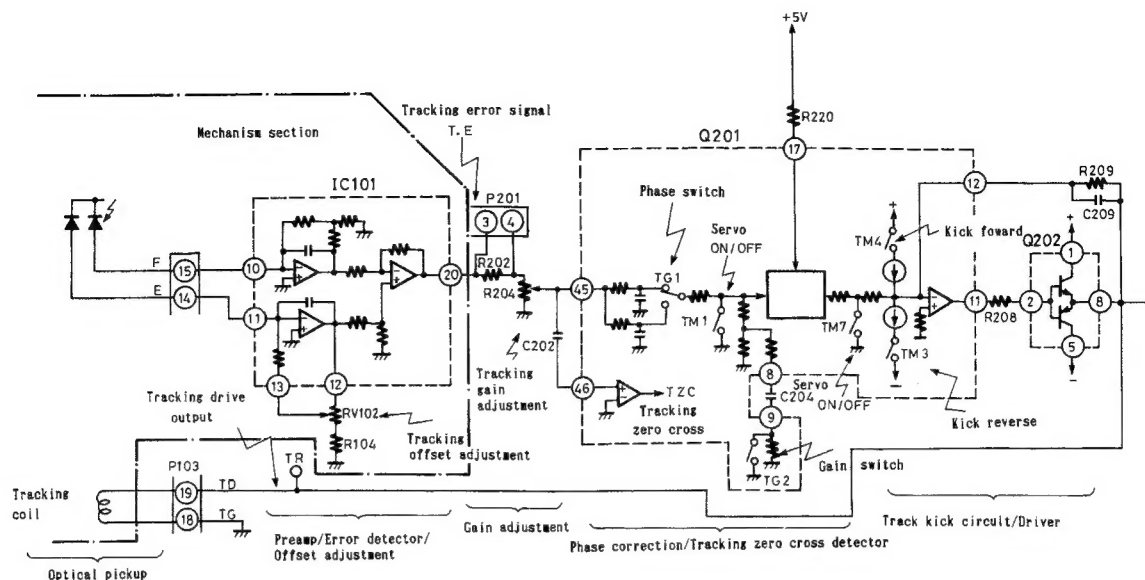 +5V
Tracking error signal
T.E
Mechanism section
R220
Q201
17
IC101
P201
3 4
12
R209
C209
Phase switch
Servo
ON/OFF
TM4
Kick foward
Q202
1
F 15 10
E 14 11
20
R202
R204
45
TG1
TM1
TM7
11
R208
2
8
5
C202
TM3
13 12
Tracking
gain
adjustment
46
TZC
Tracking
zero cross
8
C204
9
Servo
ON/OFF
Kick reverse
Tracking drive
output
RV102
R104
Tracking
offset adjustment
TR
TG2
Gain switch
P103
Tracking
coil
19 TD
18 TG
Preamp/Error detector/
Offset adjustment
Gain adjustment
Phase correction/Tracking zero cross detector
Track kick circuit/Driver
Optical pickup